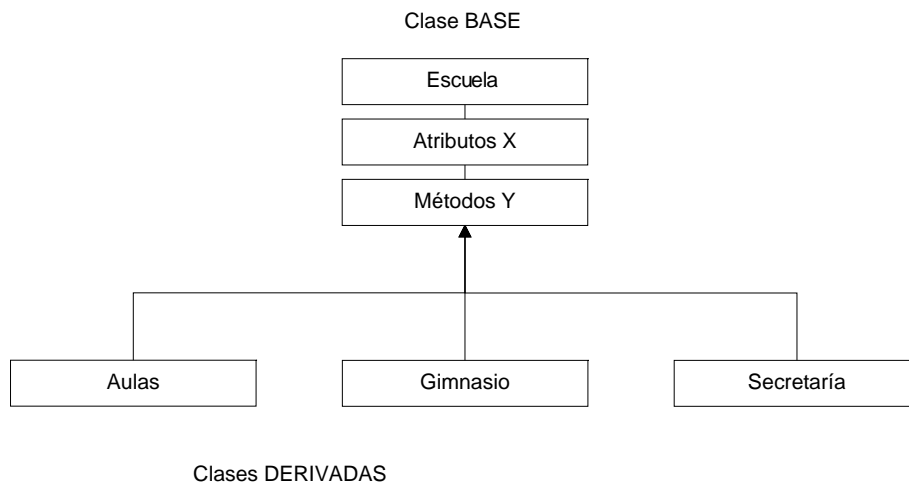 Clase BASE
Escuela
Atributos X
Métodos Y
Aulas
Gimnasio
Secretaría
Clases DERIVADAS